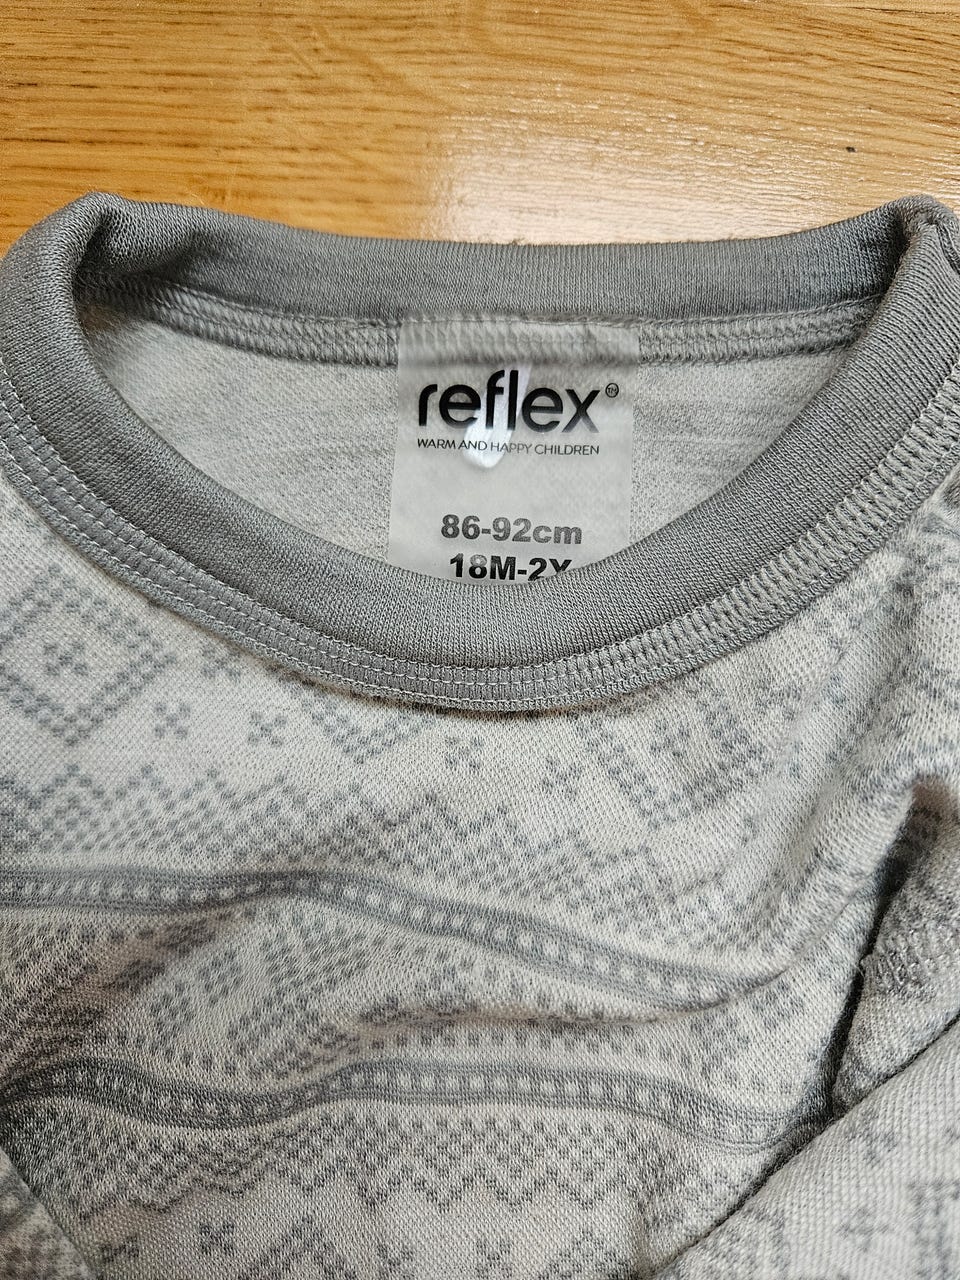 reflex™
WARM AND HAPPY CHILDREN
86-92cm
18M-2Y